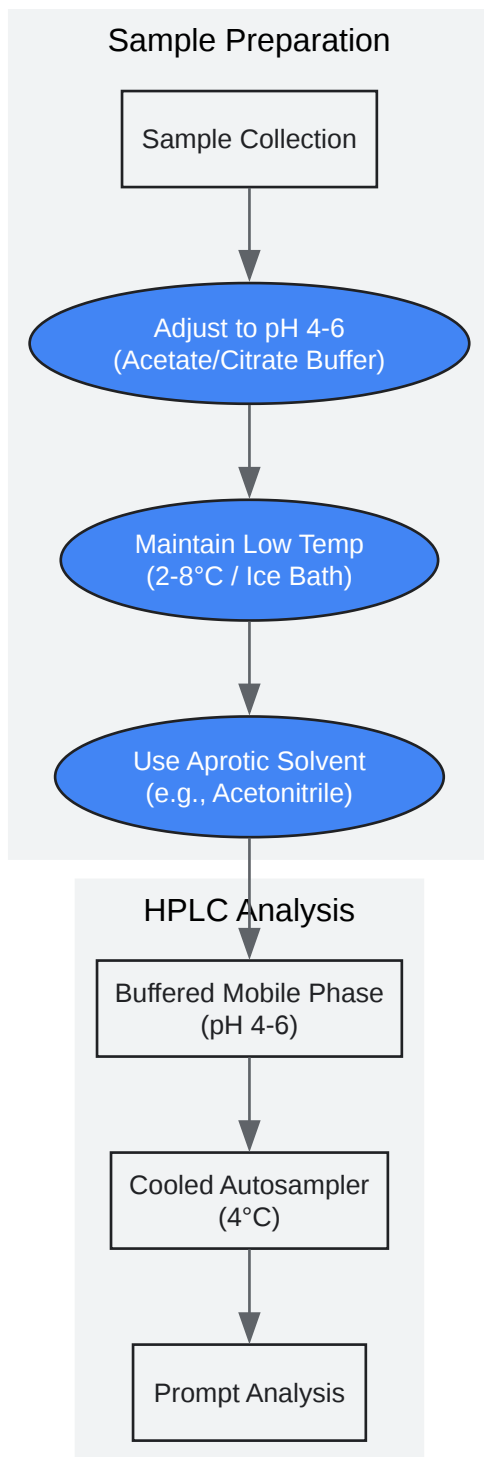 Sample Preparation
Sample Collection
Adjust to pH 4-6
(Acetate/Citrate Buffer)
Maintain Low Temp
(2-8°C / Ice Bath)
Use Aprotic Solvent
(e.g., Acetonitrile)
HPLC Analysis
Buffered Mobile Phase
(pH 4-6)
Cooled Autosampler
(4°C)
Prompt Analysis